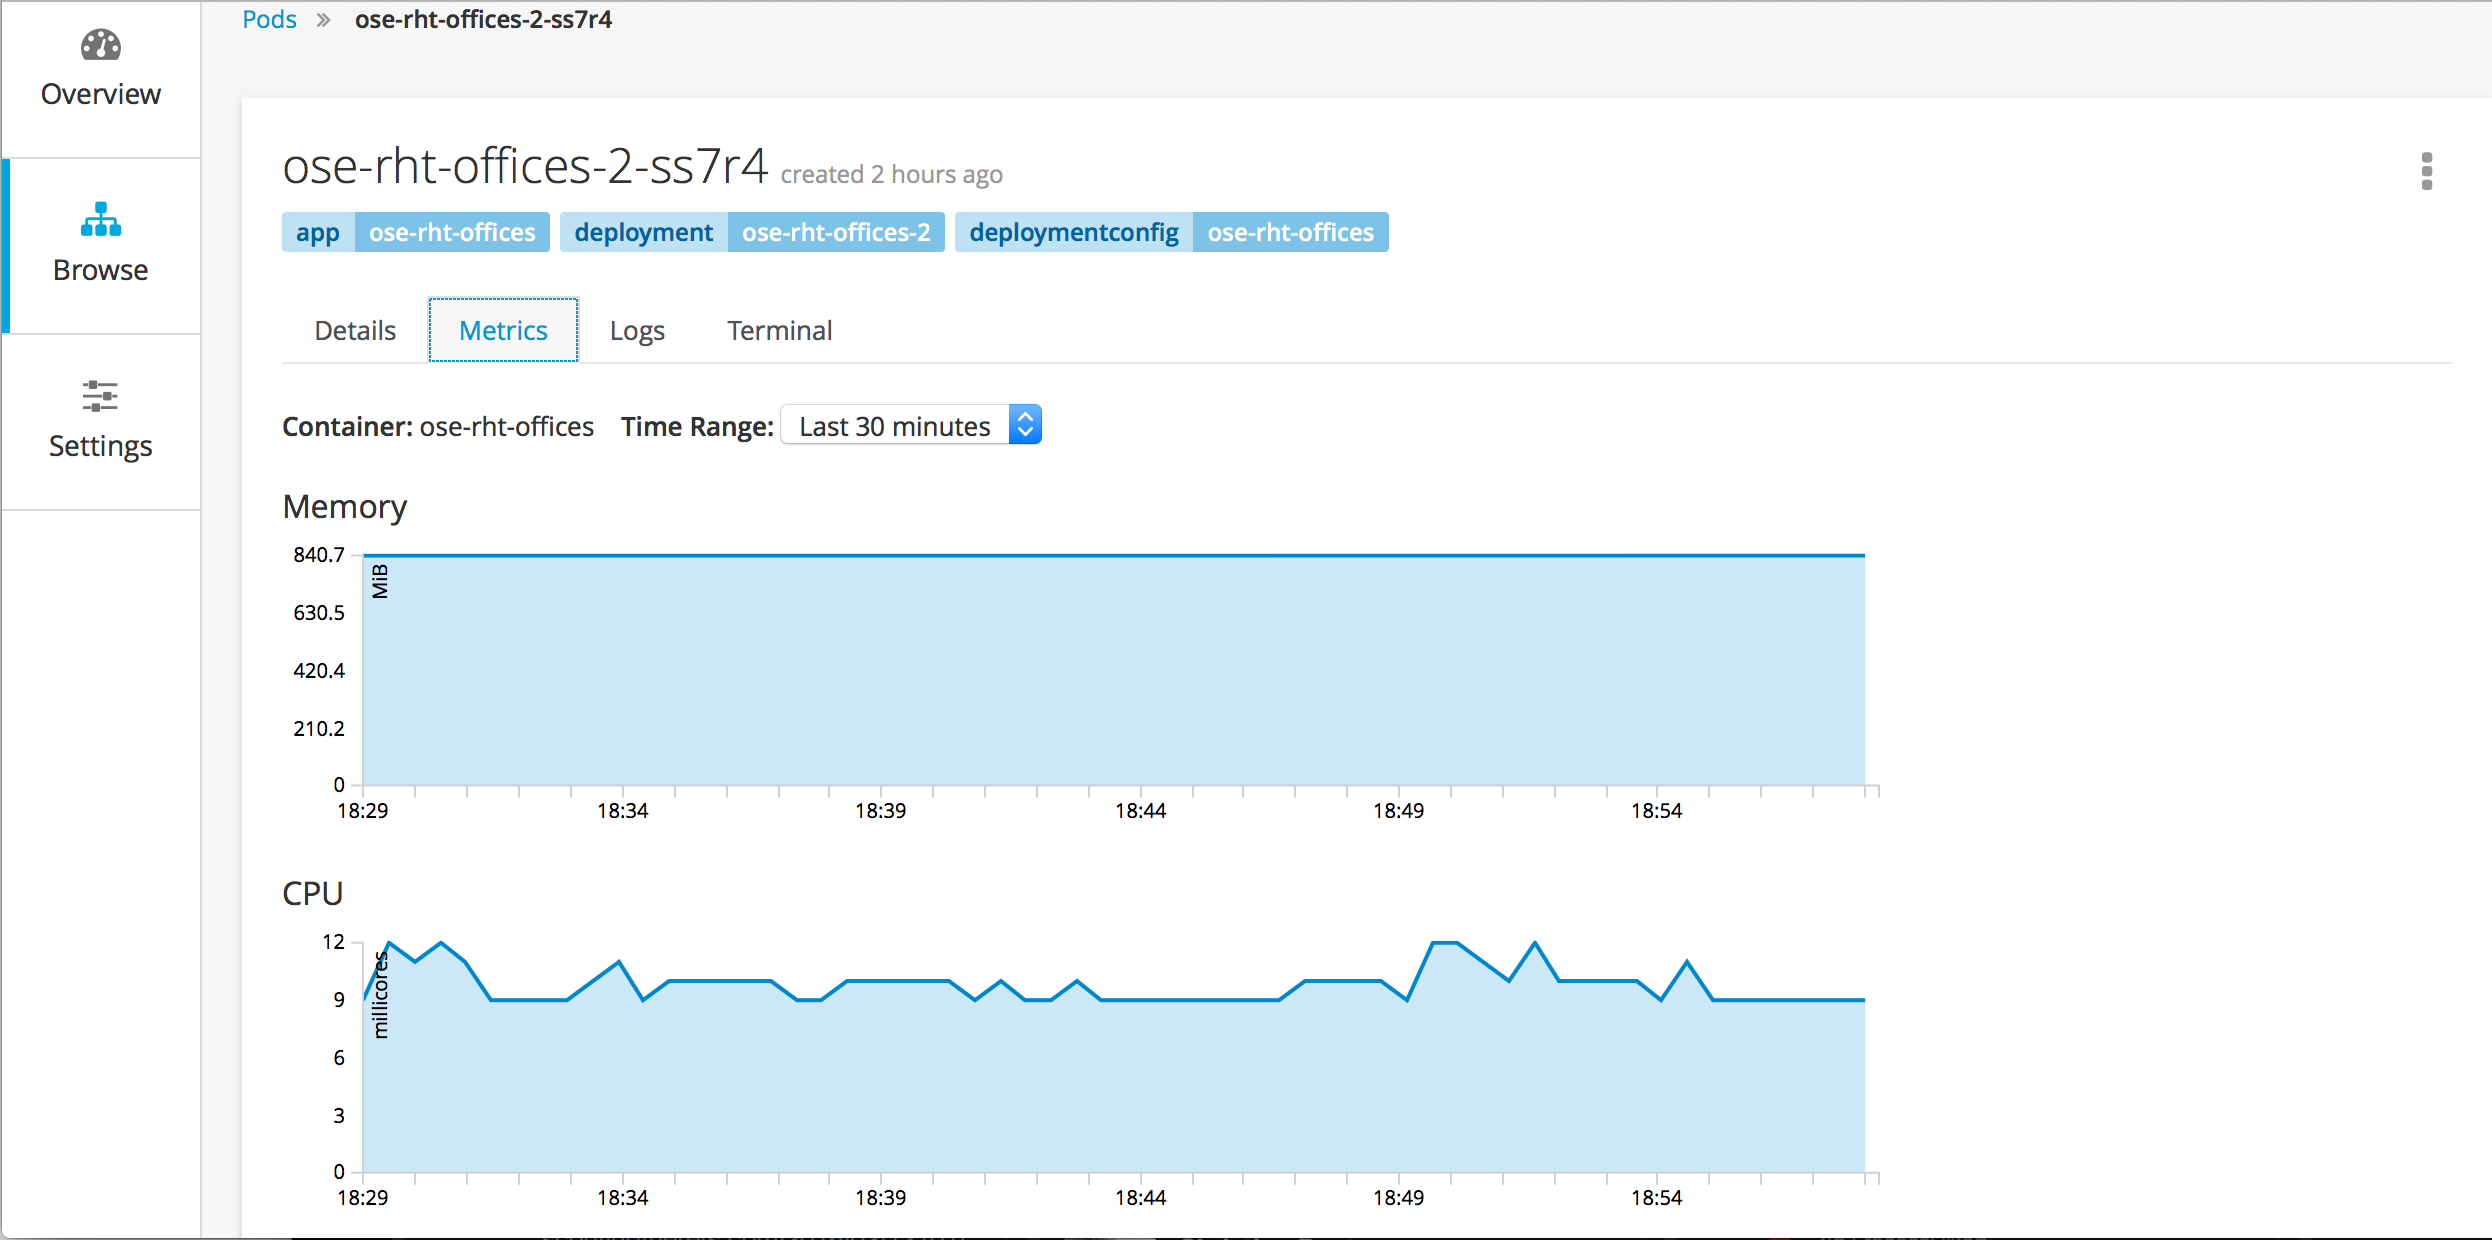 Pods » ose-rht-offices-2-ss7r4
Overview
Browse
Settings
ose-rht-offices-2-ss7r4 created 2 hours ago
app ose-rht-offices deployment ose-rht-offices-2 deploymentconfig ose-rht-offices
Details Metrics Logs Terminal
Container: ose-rht-offices Time Range: Last 30 minutes
Memory
840.7
630.5
420.4
210.2
0
MiB
18:29 18:34 18:39 18:44 18:49 18:54
CPU
12
9
6
3
0
millicores
18:29 18:34 18:39 18:44 18:49 18:54